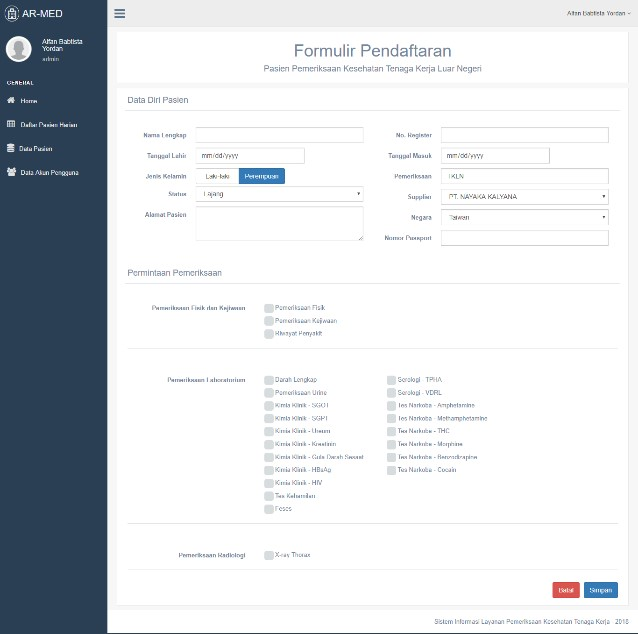 AR-MED
Alfan Babtista Yordan
Alfan Babtista
Yordan
admin
GENERAL
Home
Daftar Pasien Harian
Data Pasien
Data Akun Pengguna
Formulir Pendaftaran
Pasien Pemeriksaan Kesehatan Tenaga Kerja Luar Negeri
Data Diri Pasien
Nama Lengkap
No. Register
Tanggal Lahir mm/dd/yyyy
Tanggal Masuk mm/dd/yyyy
Jenis Kelamin Laki-laki Perempuan
Pemeriksaan TKLN
Status Lajang
Supplier PT. NAYAKA KALYANA
Alamat Pasien
Negara Taiwan
Nomor Passport
Permintaan Pemeriksaan
Pemeriksaan Fisik dan Kejiwaan
Pemeriksaan Fisik
Pemeriksaan Kejiwaan
Riwayat Penyakit
Pemeriksaan Laboratorium
Darah Lengkap
Pemeriksaan Urine
Kimia Klinik - SGOT
Kimia Klinik - SGPT
Kimia Klinik - Ureum
Kimia Klinik - Kreatinin
Kimia Klinik - Gula Darah Sesaat
Kimia Klinik - HBsAg
Kimia Klinik - HIV
Tes Kehamilan
Feses
Serologi - TPHA
Serologi - VDRL
Tes Narkoba - Amphetamine
Tes Narkoba - Methamphetamine
Tes Narkoba - THC
Tes Narkoba - Morphine
Tes Narkoba - Benzodizapine
Tes Narkoba - Cocain
Pemeriksaan Radiologi
X-ray Thorax
Batal Simpan
Sistem Informasi Layanan Pemeriksaan Kesehatan Tenaga Kerja - 2016